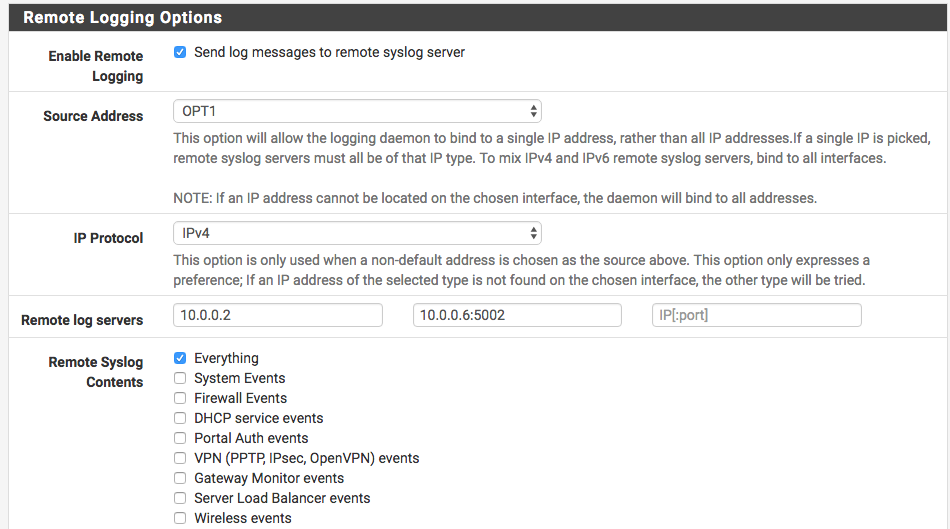 Remote Logging Options
Enable Remote Logging
Send log messages to remote syslog server
Source Address
OPT1
This option will allow the logging daemon to bind to a single IP address, rather than all IP addresses.If a single IP is picked,
remote syslog servers must all be of that IP type. To mix IPv4 and IPv6 remote syslog servers, bind to all interfaces.
NOTE: If an IP address cannot be located on the chosen interface, the daemon will bind to all addresses.
IP Protocol
IPv4
This option is only used when a non-default address is chosen as the source above. This option only expresses a
preference; If an IP address of the selected type is not found on the chosen interface, the other type will be tried.
Remote log servers
10.0.0.2
10.0.0.6:5002
IP[:port]
Remote Syslog
Contents
Everything
System Events
Firewall Events
DHCP service events
Portal Auth events
VPN (PPTP, IPsec, OpenVPN) events
Gateway Monitor events
Server Load Balancer events
Wireless events